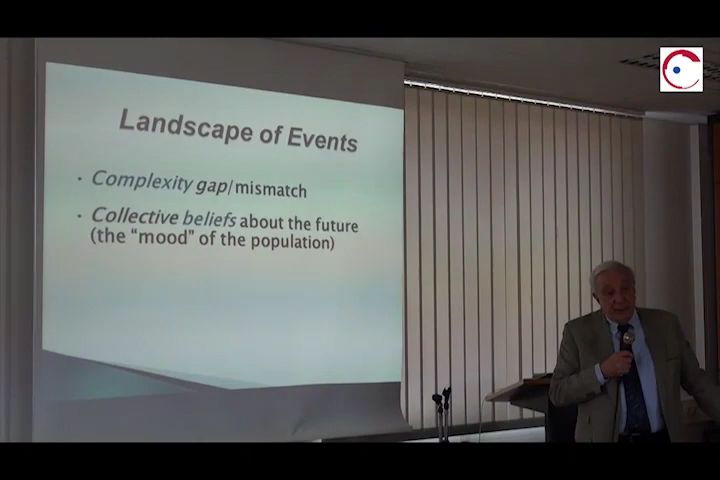 Landscape of Events
• Complexity gap/mismatch
• Collective beliefs about the future
(the “mood” of the population)